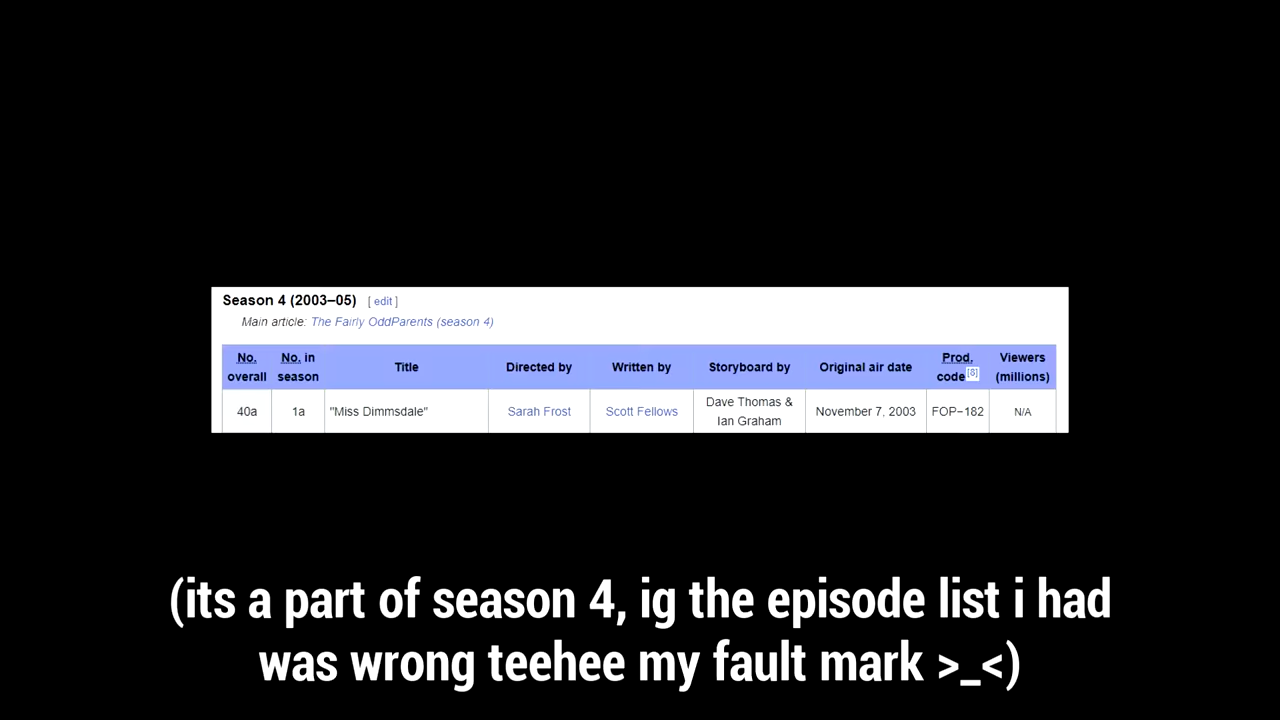 Season 4 (2003–05) [ edit ]
Main article: The Fairly OddParents (season 4)
No. overall No. in season Title Directed by Written by Storyboard by Original air date Prod. code[8] Viewers (millions)
40a 1a "Miss Dimmsdale" Sarah Frost Scott Fellows Dave Thomas & Ian Graham November 7, 2003 FOP–182 N/A
(its a part of season 4, ig the episode list i had
was wrong teehee my fault mark >_<)